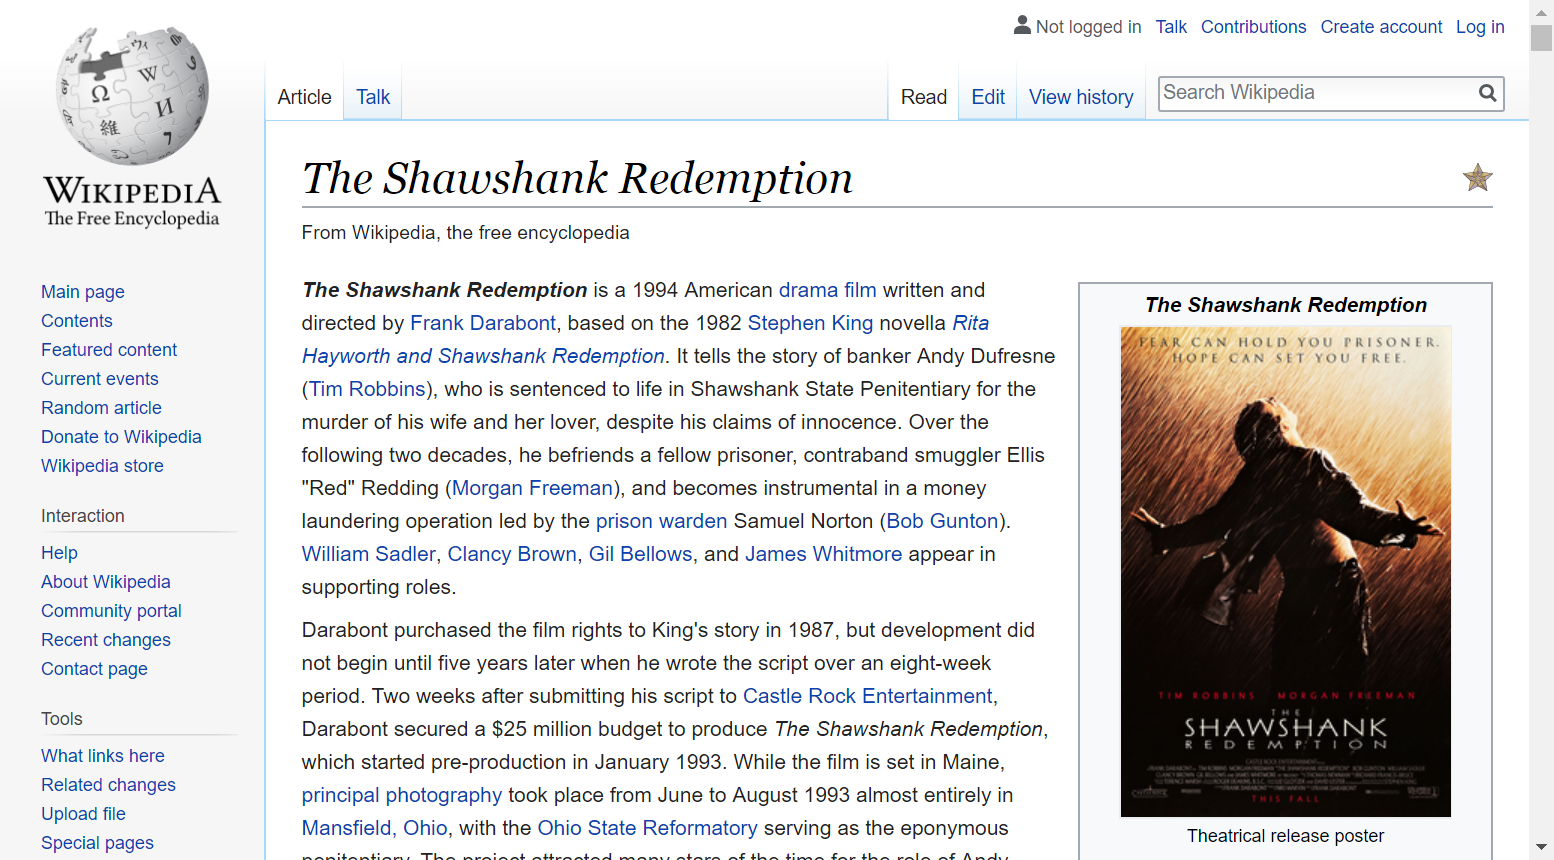 Not logged in Talk Contributions Create account Log in
Article Talk Read Edit View history Search Wikipedia
WIKIPEDIA
The Free Encyclopedia
Main page
Contents
Featured content
Current events
Random article
Donate to Wikipedia
Wikipedia store
Interaction
Help
About Wikipedia
Community portal
Recent changes
Contact page
Tools
What links here
Related changes
Upload file
Special pages
The Shawshank Redemption
From Wikipedia, the free encyclopedia
The Shawshank Redemption is a 1994 American drama film written and
directed by Frank Darabont, based on the 1982 Stephen King novella Rita
Hayworth and Shawshank Redemption. It tells the story of banker Andy Dufresne
(Tim Robbins), who is sentenced to life in Shawshank State Penitentiary for the
murder of his wife and her lover, despite his claims of innocence. Over the
following two decades, he befriends a fellow prisoner, contraband smuggler Ellis
"Red" Redding (Morgan Freeman), and becomes instrumental in a money
laundering operation led by the prison warden Samuel Norton (Bob Gunton).
William Sadler, Clancy Brown, Gil Bellows, and James Whitmore appear in
supporting roles.
Darabont purchased the film rights to King's story in 1987, but development did
not begin until five years later when he wrote the script over an eight-week
period. Two weeks after submitting his script to Castle Rock Entertainment,
Darabont secured a $25 million budget to produce The Shawshank Redemption,
which started pre-production in January 1993. While the film is set in Maine,
principal photography took place from June to August 1993 almost entirely in
Mansfield, Ohio, with the Ohio State Reformatory serving as the eponymous
penitentiary. The project attracted many stars of the time for the role of Andy
The Shawshank Redemption
FEAR CAN HOLD YOU PRISONER.
HOPE CAN SET YOU FREE.
TIM ROBBINS MORGAN FREEMAN
THE
SHAWSHANK
REDEMPTION
THIS FALL
Theatrical release poster